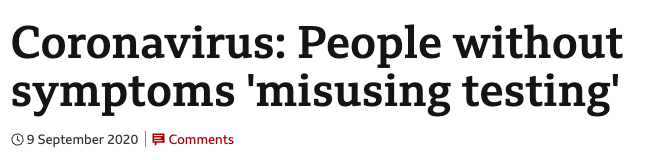 Coronavirus: People without
symptoms 'misusing testing'
9 September 2020 Comments